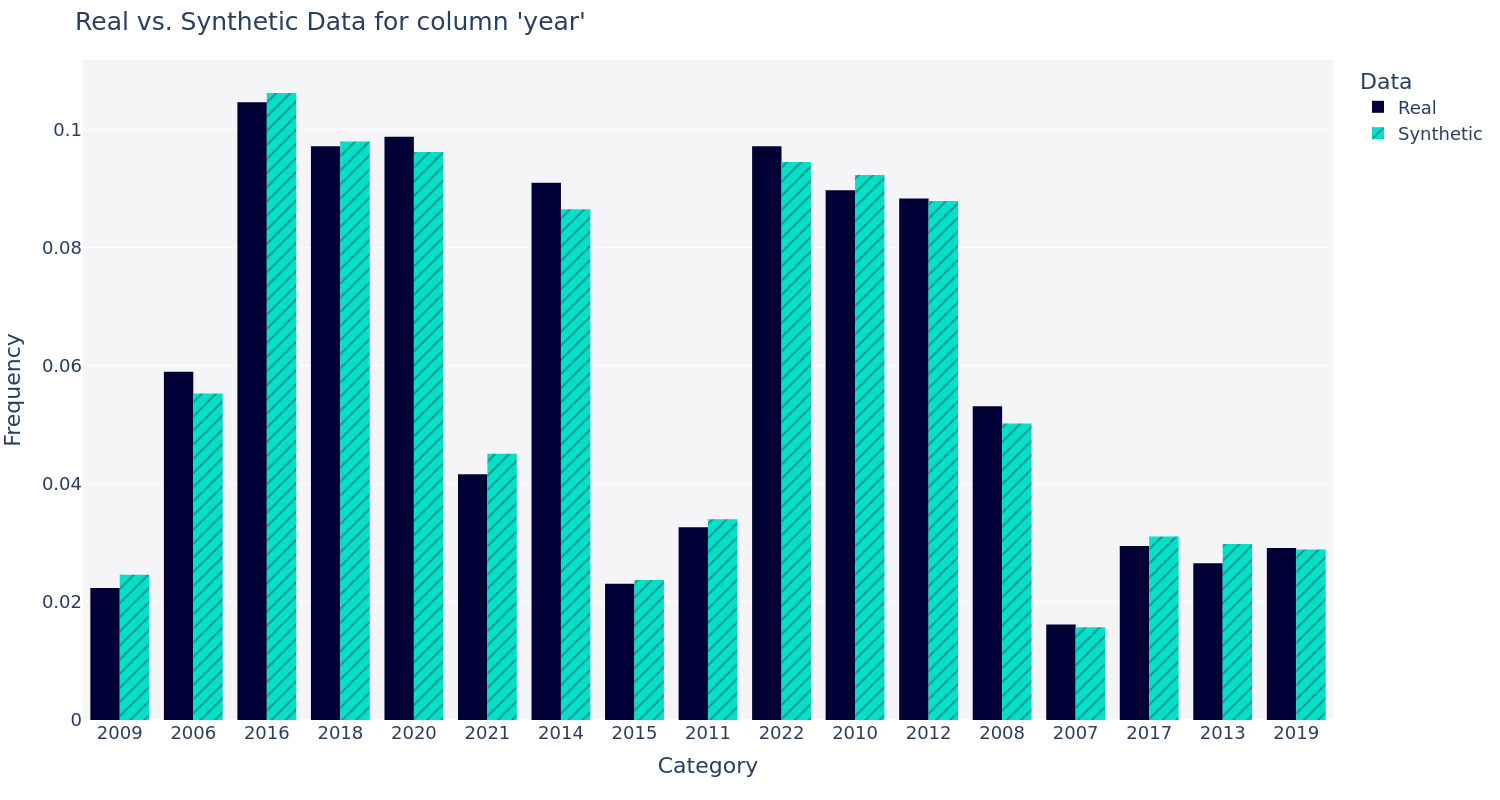 Real vs. Synthetic Data for column 'year'
Data
Real
Synthetic
Frequency
0.1
0.08
0.06
0.04
0.02
0
2009 2006 2016 2018 2020 2021 2014 2015 2011 2022 2010 2012 2008 2007 2017 2013 2019
Category